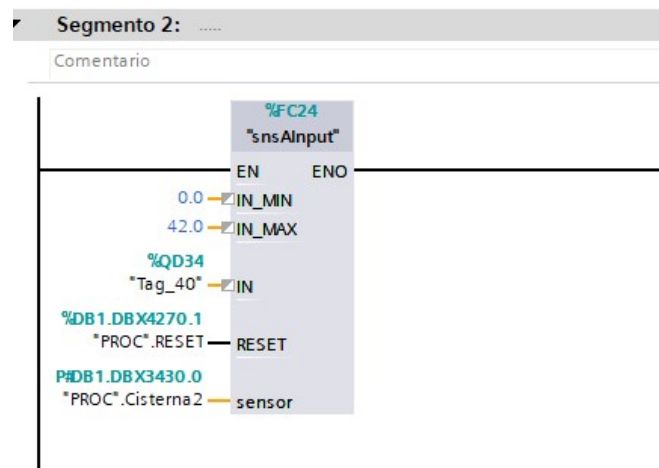 Segmento 2: .....
Comentario
%FC24
"snsAInput"
EN ENO
0.0 IN_MIN
42.0 IN_MAX
%QD34
"Tag_40" IN
%DB1.DBX4270.1
"PROC".RESET RESET
P#DB1.DBX3430.0
"PROC".Cisterna2 sensor